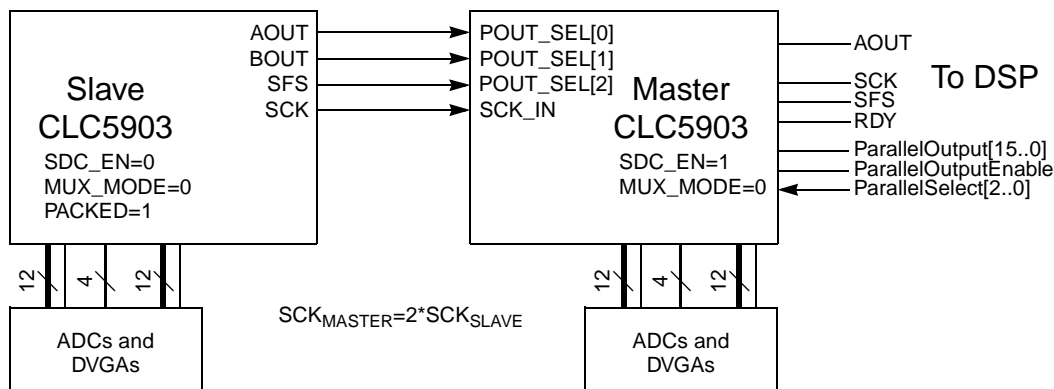 AOUT
BOUT
SFS
SCK
Slave
CLC5903
SDC_EN=0
MUX_MODE=0
PACKED=1
POUT_SEL[0]
POUT_SEL[1]
POUT_SEL[2]
SCK_IN
Master
CLC5903
SDC_EN=1
MUX_MODE=0
AOUT
SCK
SFS
RDY
To DSP
ParallelOutput[15..0]
ParallelOutputEnable
ParallelSelect[2..0]
12
4
12
12
4
12
SCKMASTER=2*SCKSLAVE
ADCs and
DVGAs
ADCs and
DVGAs